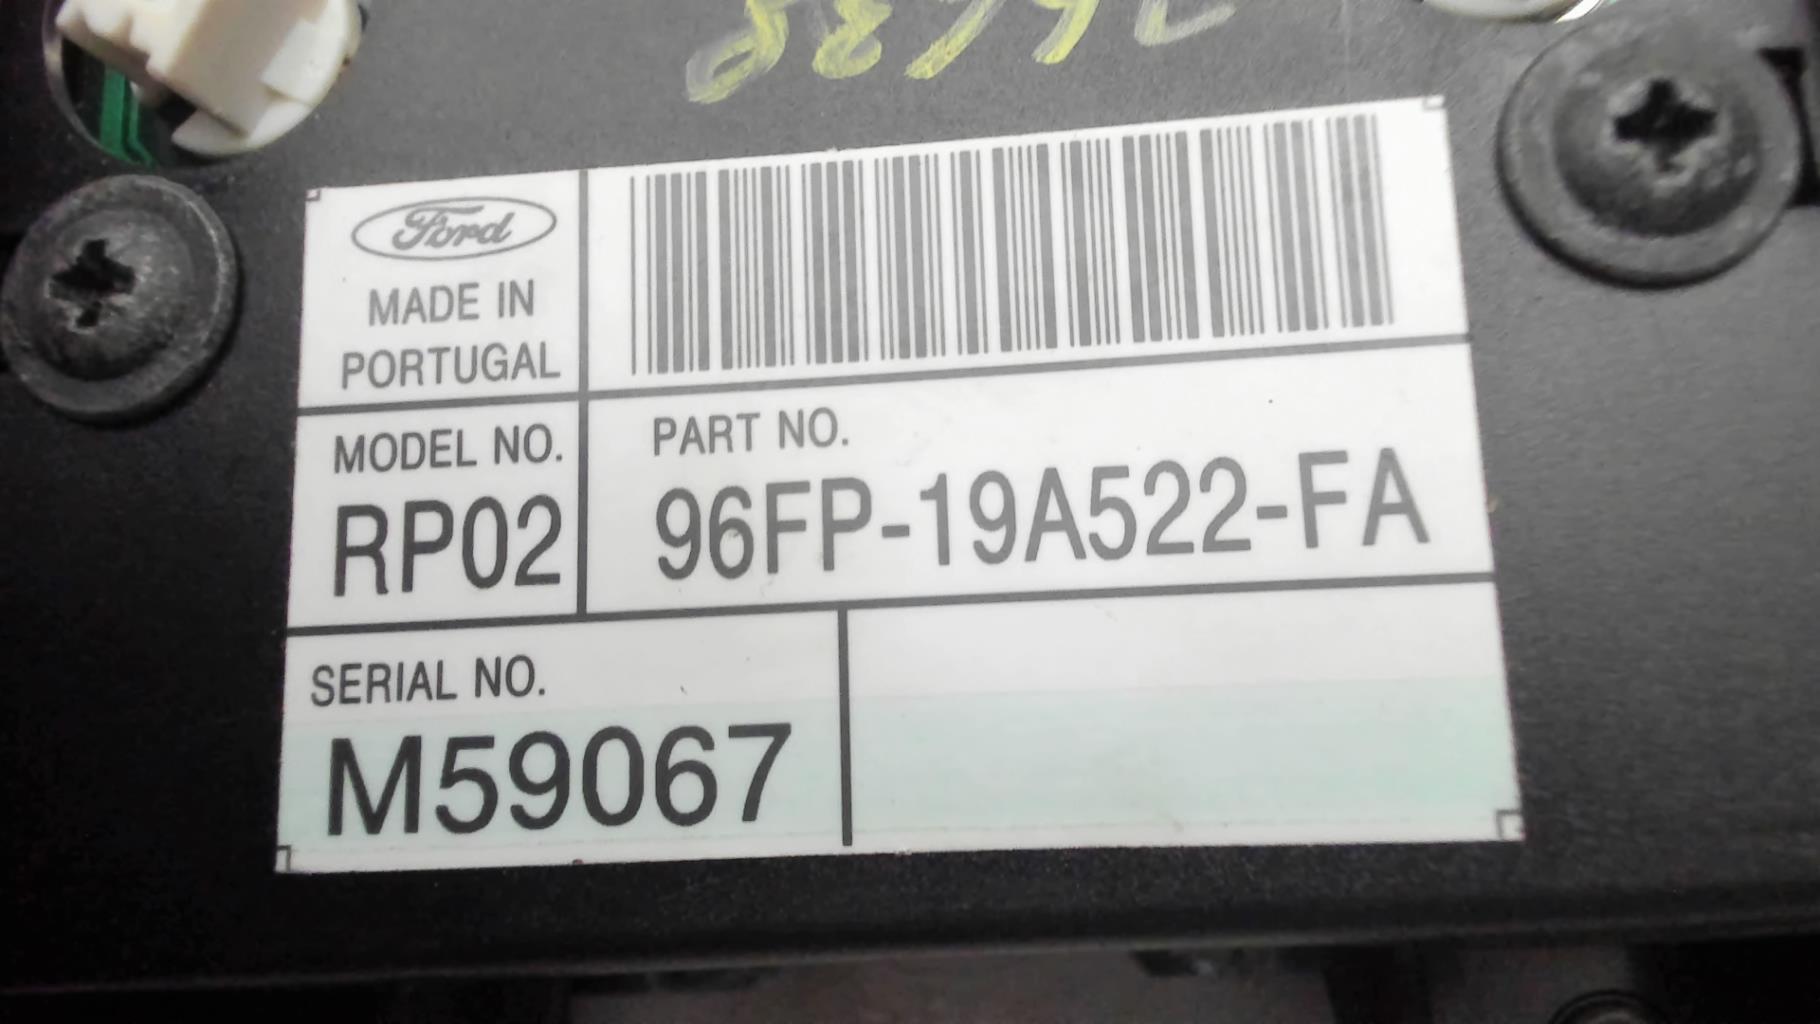 Ford
MADE IN
PORTUGAL
MODEL NO.
RP02
PART NO.
96FP-19A522-FA
SERIAL NO.
M59067